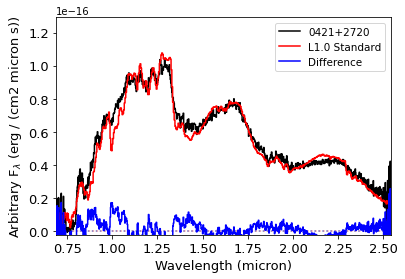 1e−16
0421+2720
L1.0 Standard
Difference
1.2
1.0
0.8
0.6
0.4
0.2
0.0
Arbitrary F_λ (erg / (cm2 micron s))
0.75 1.00 1.25 1.50 1.75 2.00 2.25 2.50
Wavelength (micron)